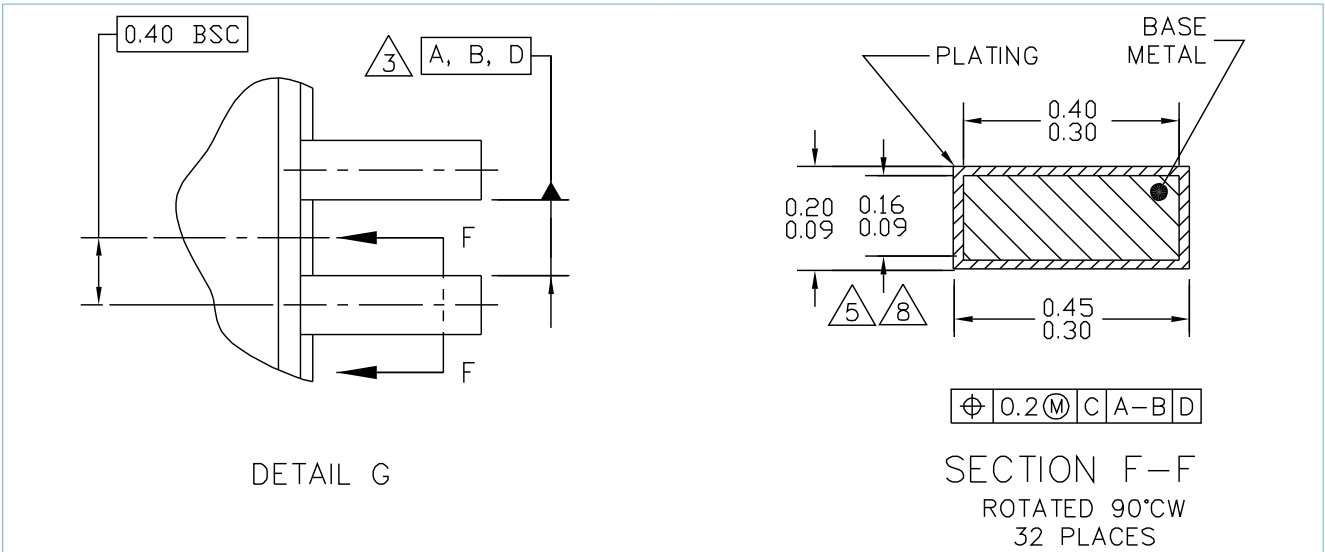 0.40 BSC
3
A, B, D
F
F
DETAIL G
PLATING
BASE
METAL
0.40
0.30
0.20
0.09
0.16
0.09
5
8
0.45
0.30
⌖ 0.2 Ⓜ C A-B D
SECTION F-F
ROTATED 90°CW
32 PLACES